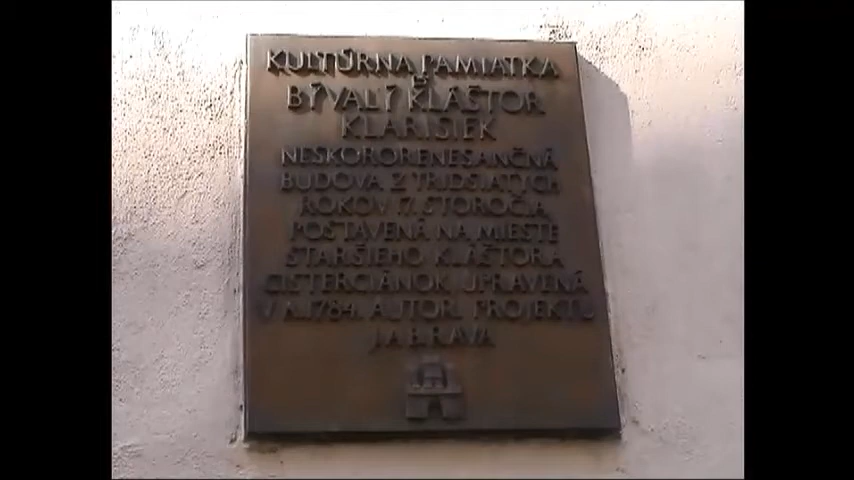 KULTÚRNA PAMIATKA
BÝVALÝ KLÁŠTOR
KLARISIEK
NESKORORENESANČNÁ
BUDOVA Z TRIDSIATYCH
ROKOV 17. STOROČIA
POSTAVENÁ NA MIESTE
STARŠIEHO KLÁŠTORA
CISTERCIÁNOK UPRAVENÁ
V R. 1784. AUTOR PROJEKTU
J. A. B. RAVA